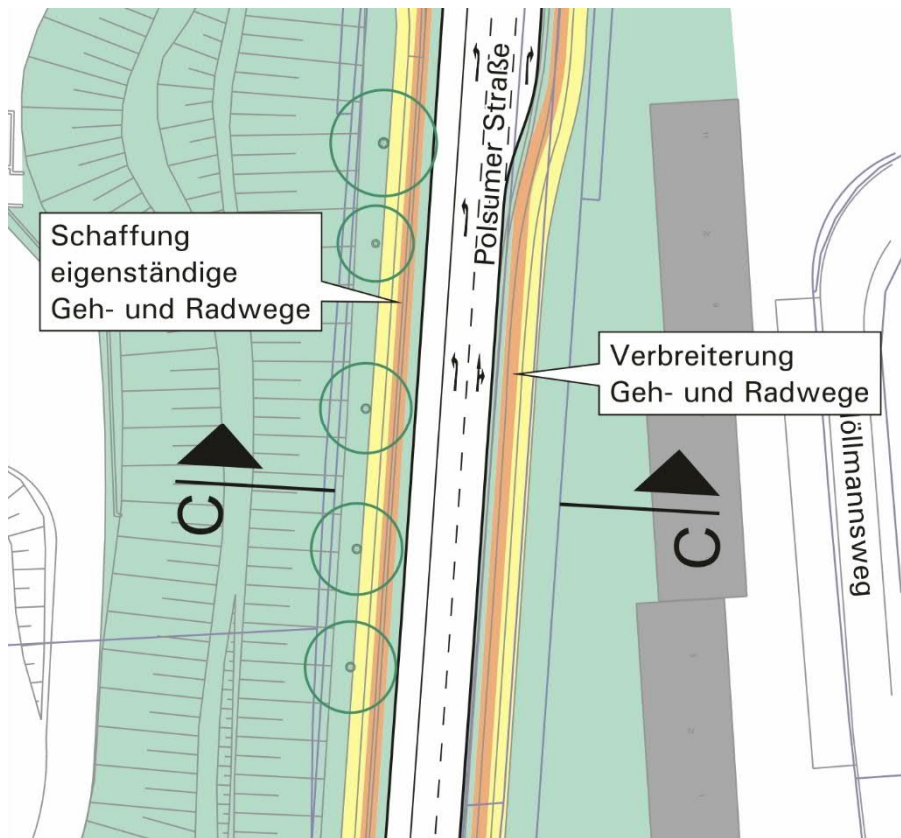 Polsumer Straße
Schaffung
eigenständige
Geh- und Radwege
Verbreiterung
Geh- und Radwege
C
C
öllmannsweg